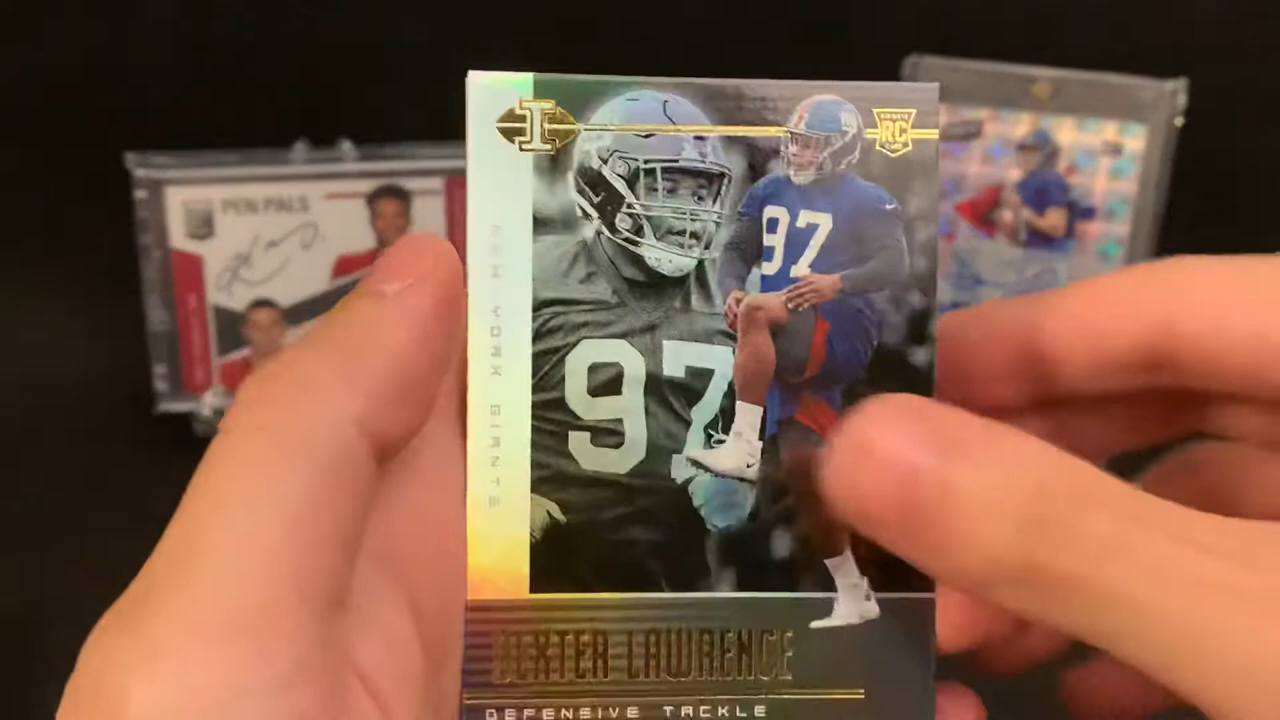 PEN PALS
I
RC
97
97
NEW YORK GIANTS
DEXTER LAWRENCE
DEFENSIVE TACKLE